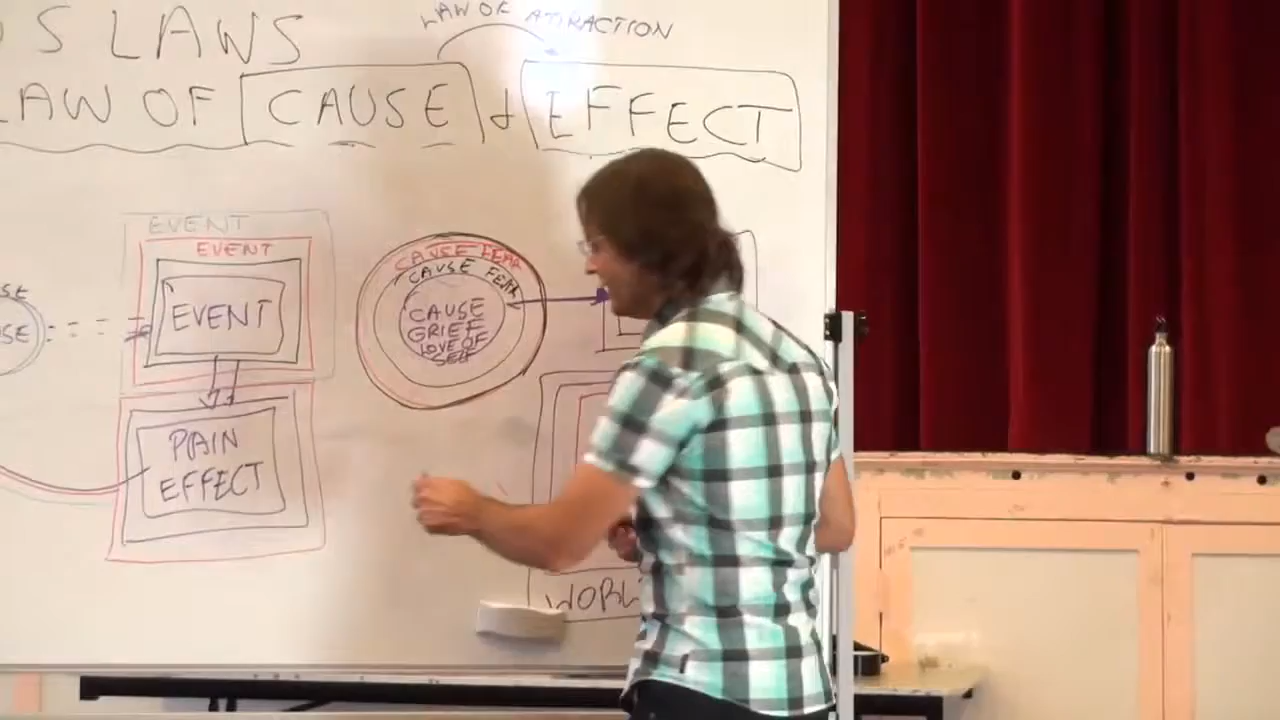 LAW OF ATTRACTION
S LAWS
LAW OF CAUSE & EFFECT
EVENT
EVENT
EVENT
PAIN
EFFECT
CAUSE FEAR
CAUSE FEAR
CAUSE
GRIEF
LOVE OF
SELF